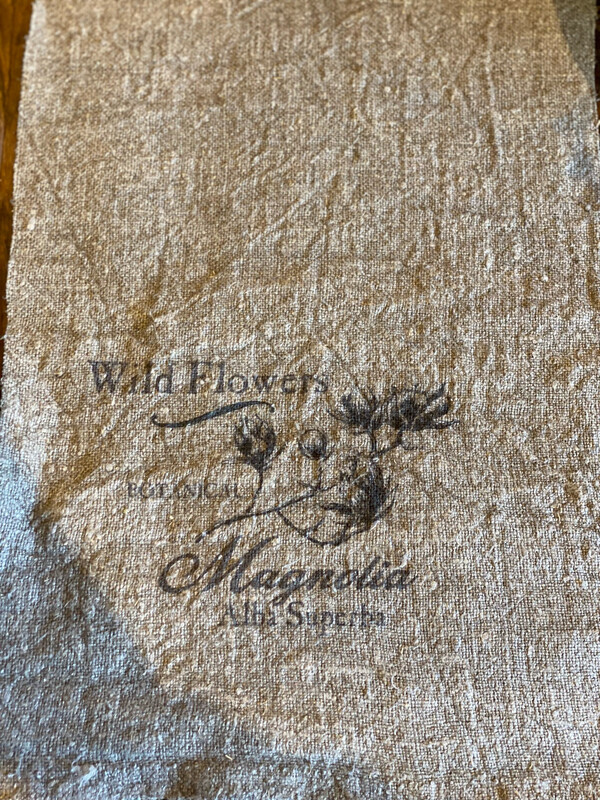 Wild Flowers
BOTANICAL
Magnolia
Alba Superba